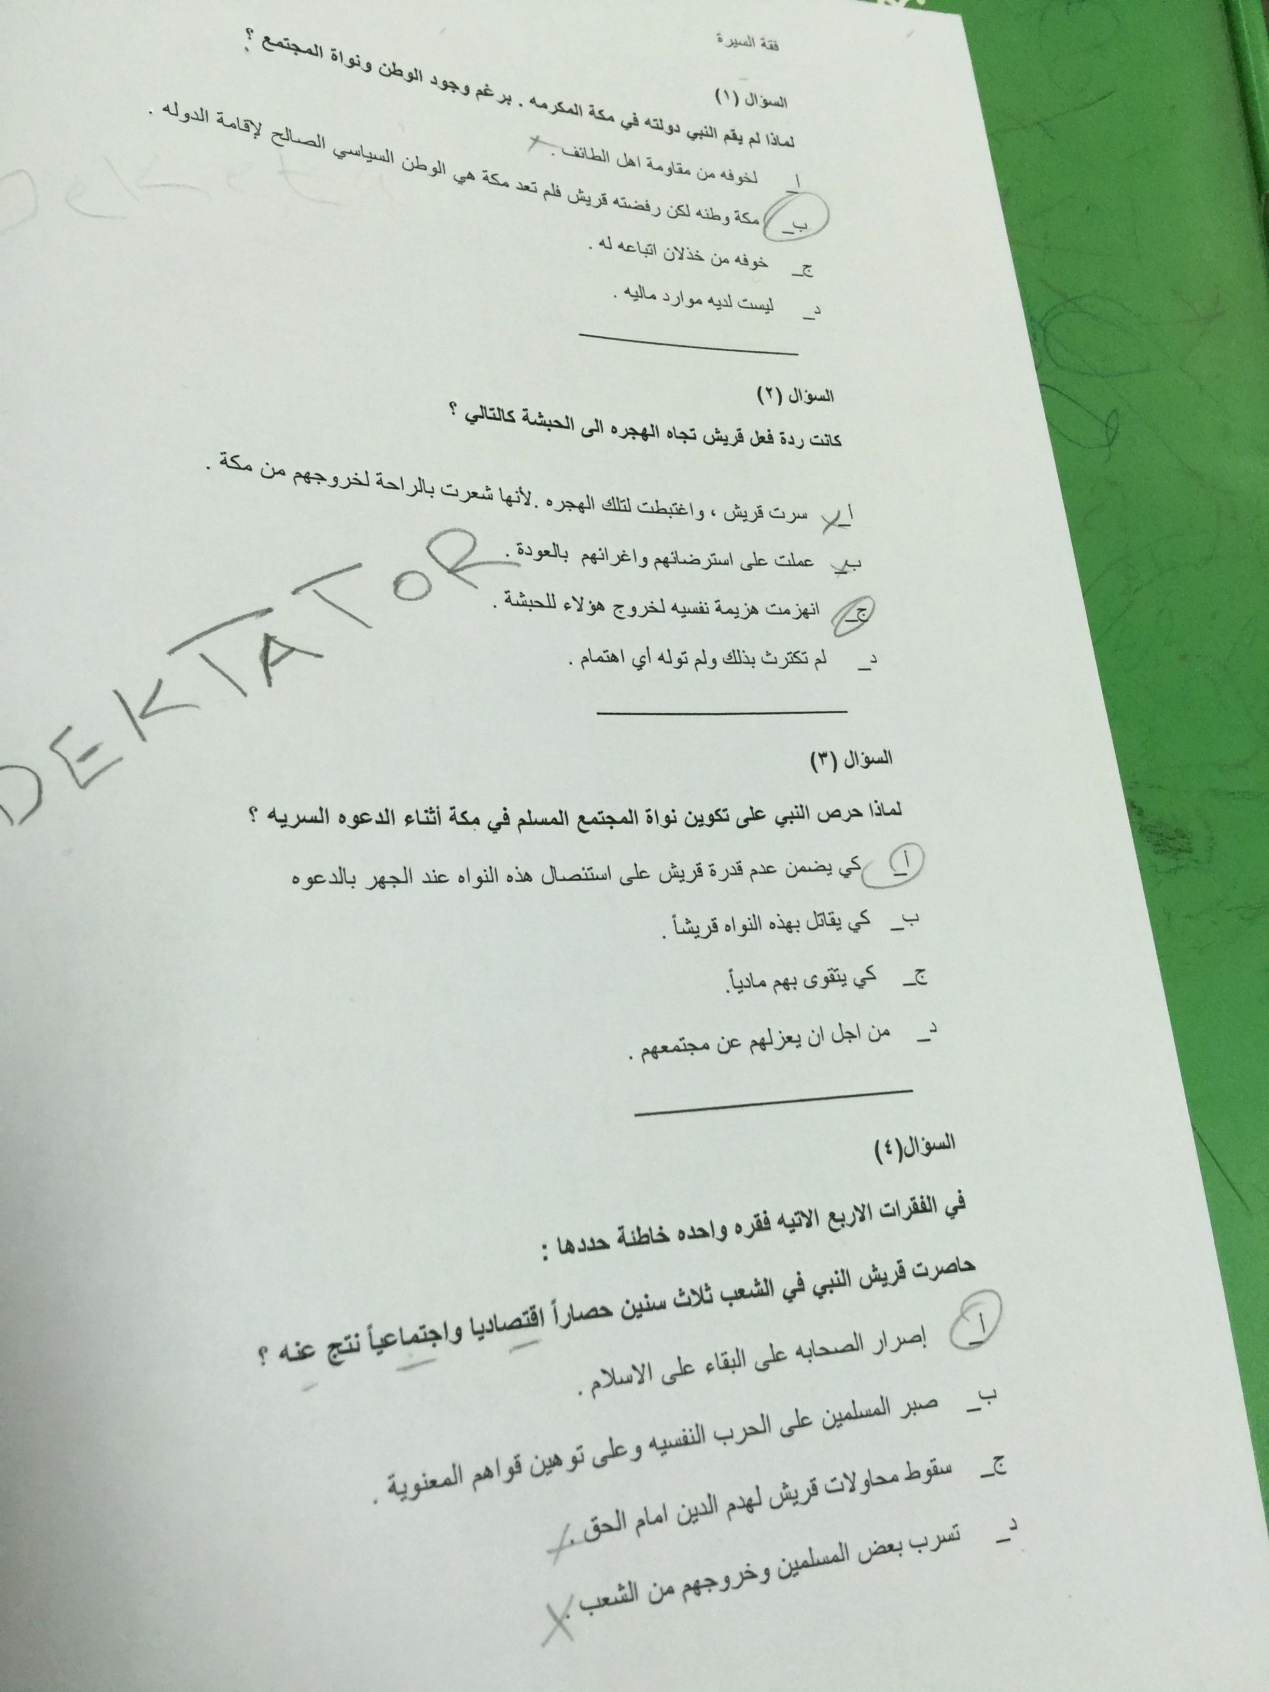 فقة السيرة
السؤال (١)
لماذا لم يقم النبي دولته في مكة المكرمه . برغم وجود الوطن ونواة المجتمع ؟
أ_ لخوفه من مقاومة اهل الطائف .
ب_ مكة وطنه لكن رفضته قريش فلم تعد مكة هي الوطن السياسي الصالح لإقامة الدوله .
ج_ خوفه من خذلان اتباعه له .
د_ ليست لديه موارد ماليه .
السؤال (٢)
كانت ردة فعل قريش تجاه الهجره الى الحبشة كالتالي ؟
أ_ سرت قريش ، واغتبطت لتلك الهجره .لأنها شعرت بالراحة لخروجهم من مكة .
ب_ عملت على استرضائهم واغرائهم بالعودة .
ج_ انهزمت هزيمة نفسيه لخروج هؤلاء للحبشة .
د_ لم تكترث بذلك ولم توله أي اهتمام .
DEKTATOR
السؤال (٣)
لماذا حرص النبي على تكوين نواة المجتمع المسلم في مكة أثناء الدعوه السريه ؟
أ_ كي يضمن عدم قدرة قريش على استئصال هذه النواه عند الجهر بالدعوه
ب_ كي يقاتل بهذه النواه قريشاً .
ج_ كي يتقوى بهم مادياً.
د_ من اجل ان يعزلهم عن مجتمعهم .
السؤال(٤)
في الفقرات الاربع الاتيه فقره واحده خاطئة حددها :
حاصرت قريش النبي في الشعب ثلاث سنين حصاراً اقتصاديا واجتماعياً نتج عنه ؟
أ_ إصرار الصحابه على البقاء على الاسلام .
ب_ صبر المسلمين على الحرب النفسيه وعلى توهين قواهم المعنوية .
ج_ سقوط محاولات قريش لهدم الدين امام الحق .
د_ تسرب بعض المسلمين وخروجهم من الشعب .